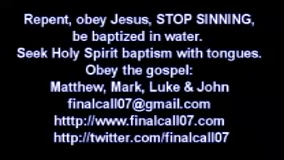 Repent, obey Jesus, STOP SINNING,
be baptized in water.
Seek Holy Spirit baptism with tongues.
Obey the gospel:
Matthew, Mark, Luke & John
finalcall07@gmail.com
htttp://www.finalcall07.com
http://twitter.com/finalcall07